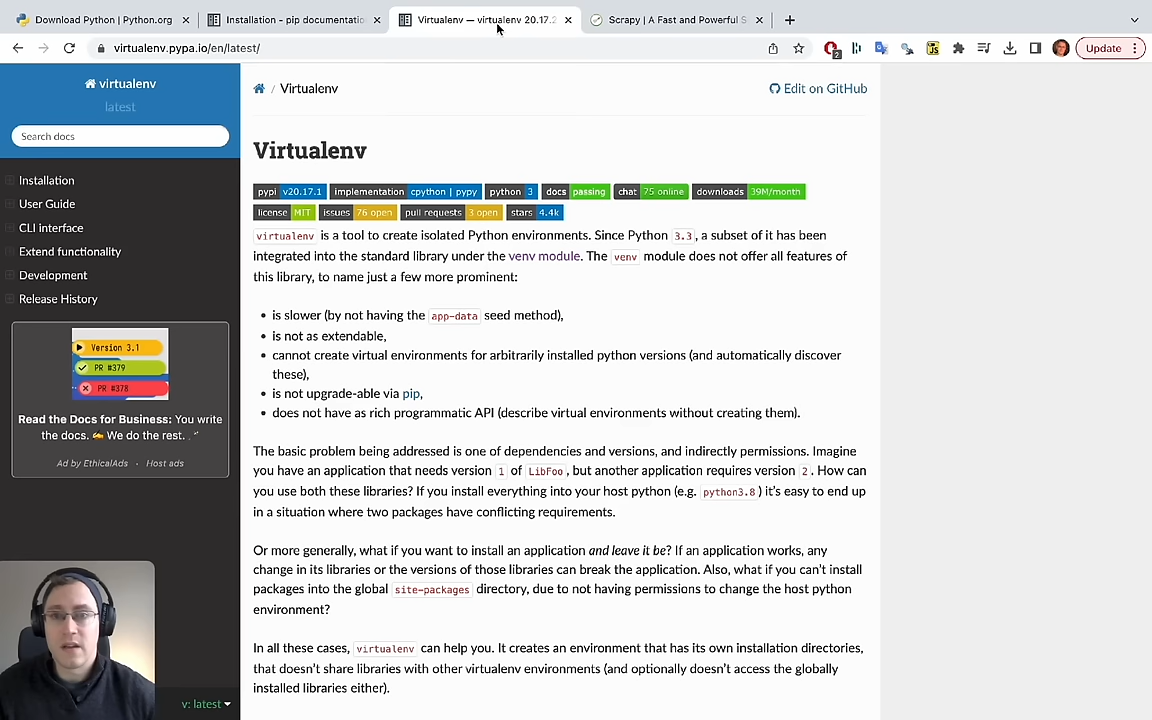 Download Python | Python.org
Installation - pip documentatio
Virtualenv — virtualenv 20.17.2
Scrapy | A Fast and Powerful S
virtualenv.pypa.io/en/latest/
2
JS
Update
virtualenv
latest
Search docs
Installation
User Guide
CLI interface
Extend functionality
Development
Release History
Version 3.1
PR #379
PR #378
Read the Docs for Business: You write
the docs. ✍️ We do the rest.
Ad by EthicalAds · Host ads
v: latest
/ Virtualenv
Edit on GitHub
Virtualenv
pypi v20.17.1 implementation cpython | pypy python 3 docs passing chat 75 online downloads 39M/month
license MIT issues 76 open pull requests 3 open stars 4.4k
virtualenv is a tool to create isolated Python environments. Since Python 3.3, a subset of it has been
integrated into the standard library under the venv module. The venv module does not offer all features of
this library, to name just a few more prominent:
• is slower (by not having the app-data seed method),
• is not as extendable,
• cannot create virtual environments for arbitrarily installed python versions (and automatically discover
these),
• is not upgrade-able via pip,
• does not have as rich programmatic API (describe virtual environments without creating them).
The basic problem being addressed is one of dependencies and versions, and indirectly permissions. Imagine
you have an application that needs version 1 of LibFoo, but another application requires version 2. How can
you use both these libraries? If you install everything into your host python (e.g. python3.8) it's easy to end up
in a situation where two packages have conflicting requirements.
Or more generally, what if you want to install an application and leave it be? If an application works, any
change in its libraries or the versions of those libraries can break the application. Also, what if you can't install
packages into the global site-packages directory, due to not having permissions to change the host python
environment?
In all these cases, virtualenv can help you. It creates an environment that has its own installation directories,
that doesn't share libraries with other virtualenv environments (and optionally doesn't access the globally
installed libraries either).